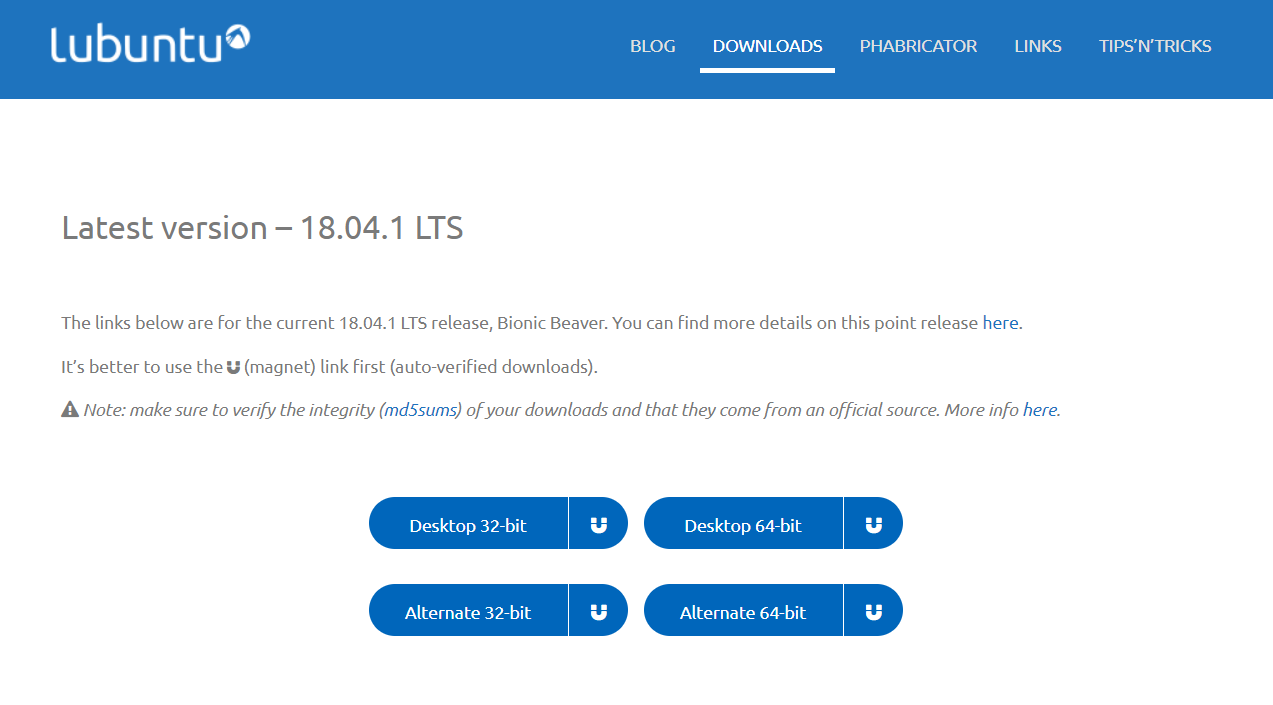 lubuntu
BLOG DOWNLOADS PHABRICATOR LINKS TIPS’N’TRICKS
Latest version – 18.04.1 LTS
The links below are for the current 18.04.1 LTS release, Bionic Beaver. You can find more details on this point release here.
It’s better to use the (magnet) link first (auto-verified downloads).
Note: make sure to verify the integrity (md5sums) of your downloads and that they come from an official source. More info here.
Desktop 32-bit Desktop 64-bit
Alternate 32-bit Alternate 64-bit